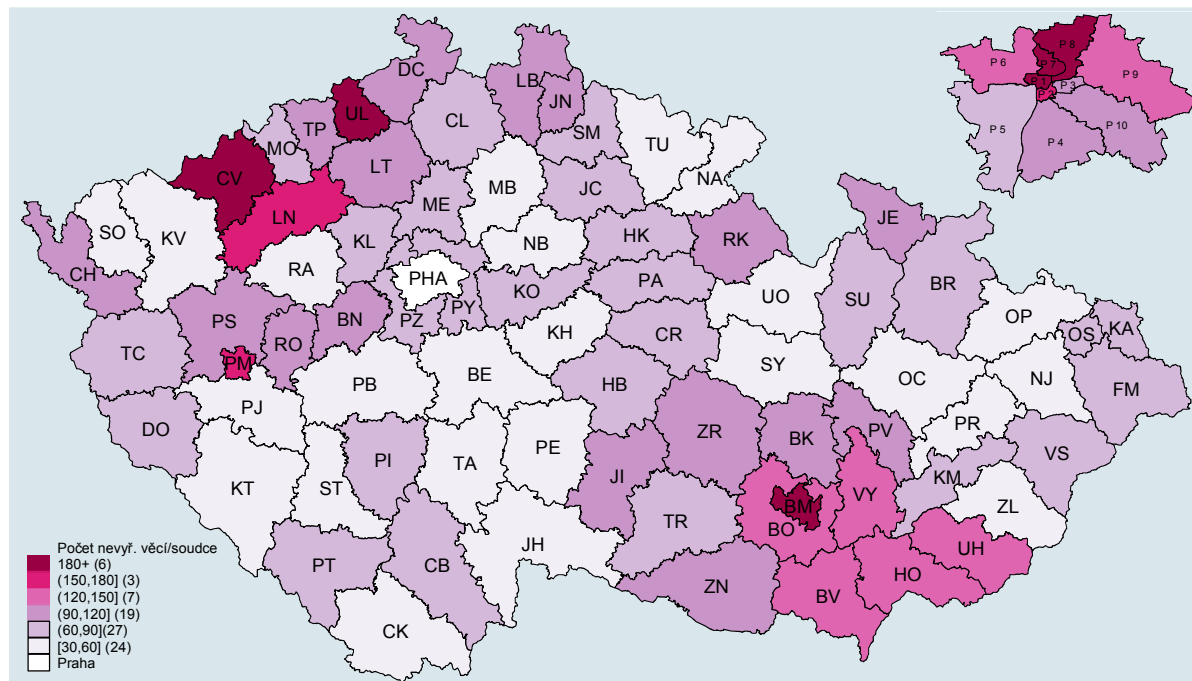 DC
LB
JN
UL
TP
CL
SM
MO
TU
CV
LT
MB
JC
NA
ME
LN
SO
KV
KL
NB
HK
RK
JE
CH
RA
PHA
KO
PA
UO
SU
BR
PS
BN
PZ
PY
CR
OP
OS
KA
TC
RO
KH
PM
PB
BE
HB
SY
OC
NJ
FM
PJ
DO
ZR
BK
PV
PR
VS
KT
ST
PI
TA
PE
JI
KM
BM
VY
ZL
TR
BO
UH
JH
PT
CB
ZN
BV
HO
CK
P 8
P 6
P 7
P 9
P 1
P 3
P 2
P 5
P 4
P 10
Počet nevyř. věcí/soudce
180+ (6)
(150,180] (3)
(120,150] (7)
(90,120] (19)
(60,90](27)
[30,60] (24)
Praha